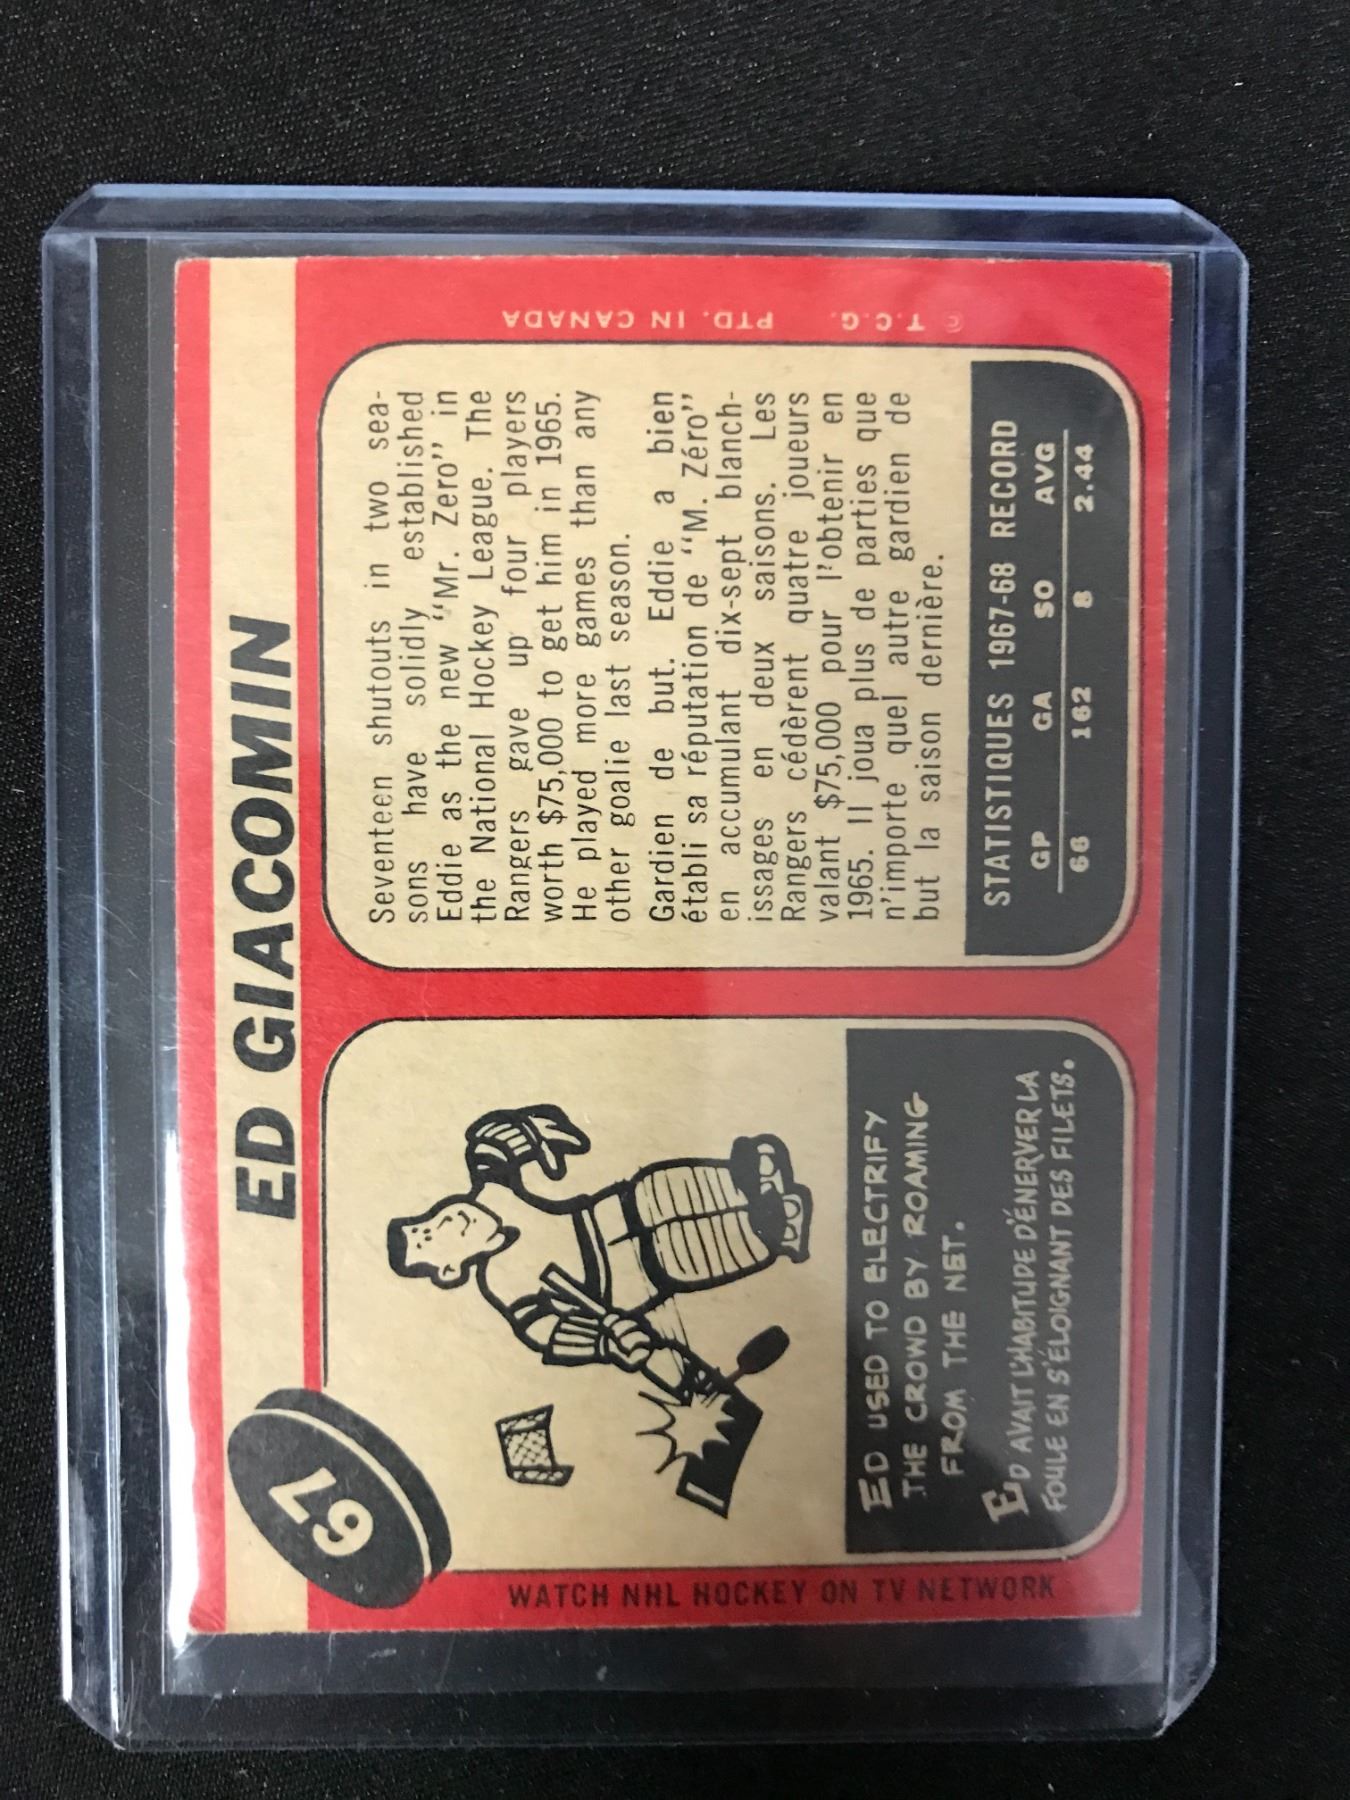 ED GIACOMIN
67
WATCH NHL HOCKEY ON TV NETWORK
ED USED TO ELECTRIFY
THE CROWD BY ROAMING
FROM THE NET.
ED AVAIT L'HABITUDE D'ÉNERVER LA
FOULE EN S'ÉLOIGNANT DES FILETS.
Seventeen shutouts in two sea-
sons have solidly established
Eddie as the new "Mr. Zero" in
the National Hockey League. The
Rangers gave up four players
worth $75,000 to get him in 1965.
He played more games than any
other goalie last season.
Gardien de but. Eddie a bien
établi sa réputation de "M. Zéro"
en accumulant dix-sept blanch-
issages en deux saisons. Les
Rangers cédèrent quatre joueurs
valant $75,000 pour l'obtenir en
1965. Il joua plus de parties que
n'importe quel autre gardien de
but la saison dernière.
STATISTIQUES 1967-68 RECORD
GP GA SO AVG
66 162 8 2.44
© T.C.G. PTD. IN CANADA